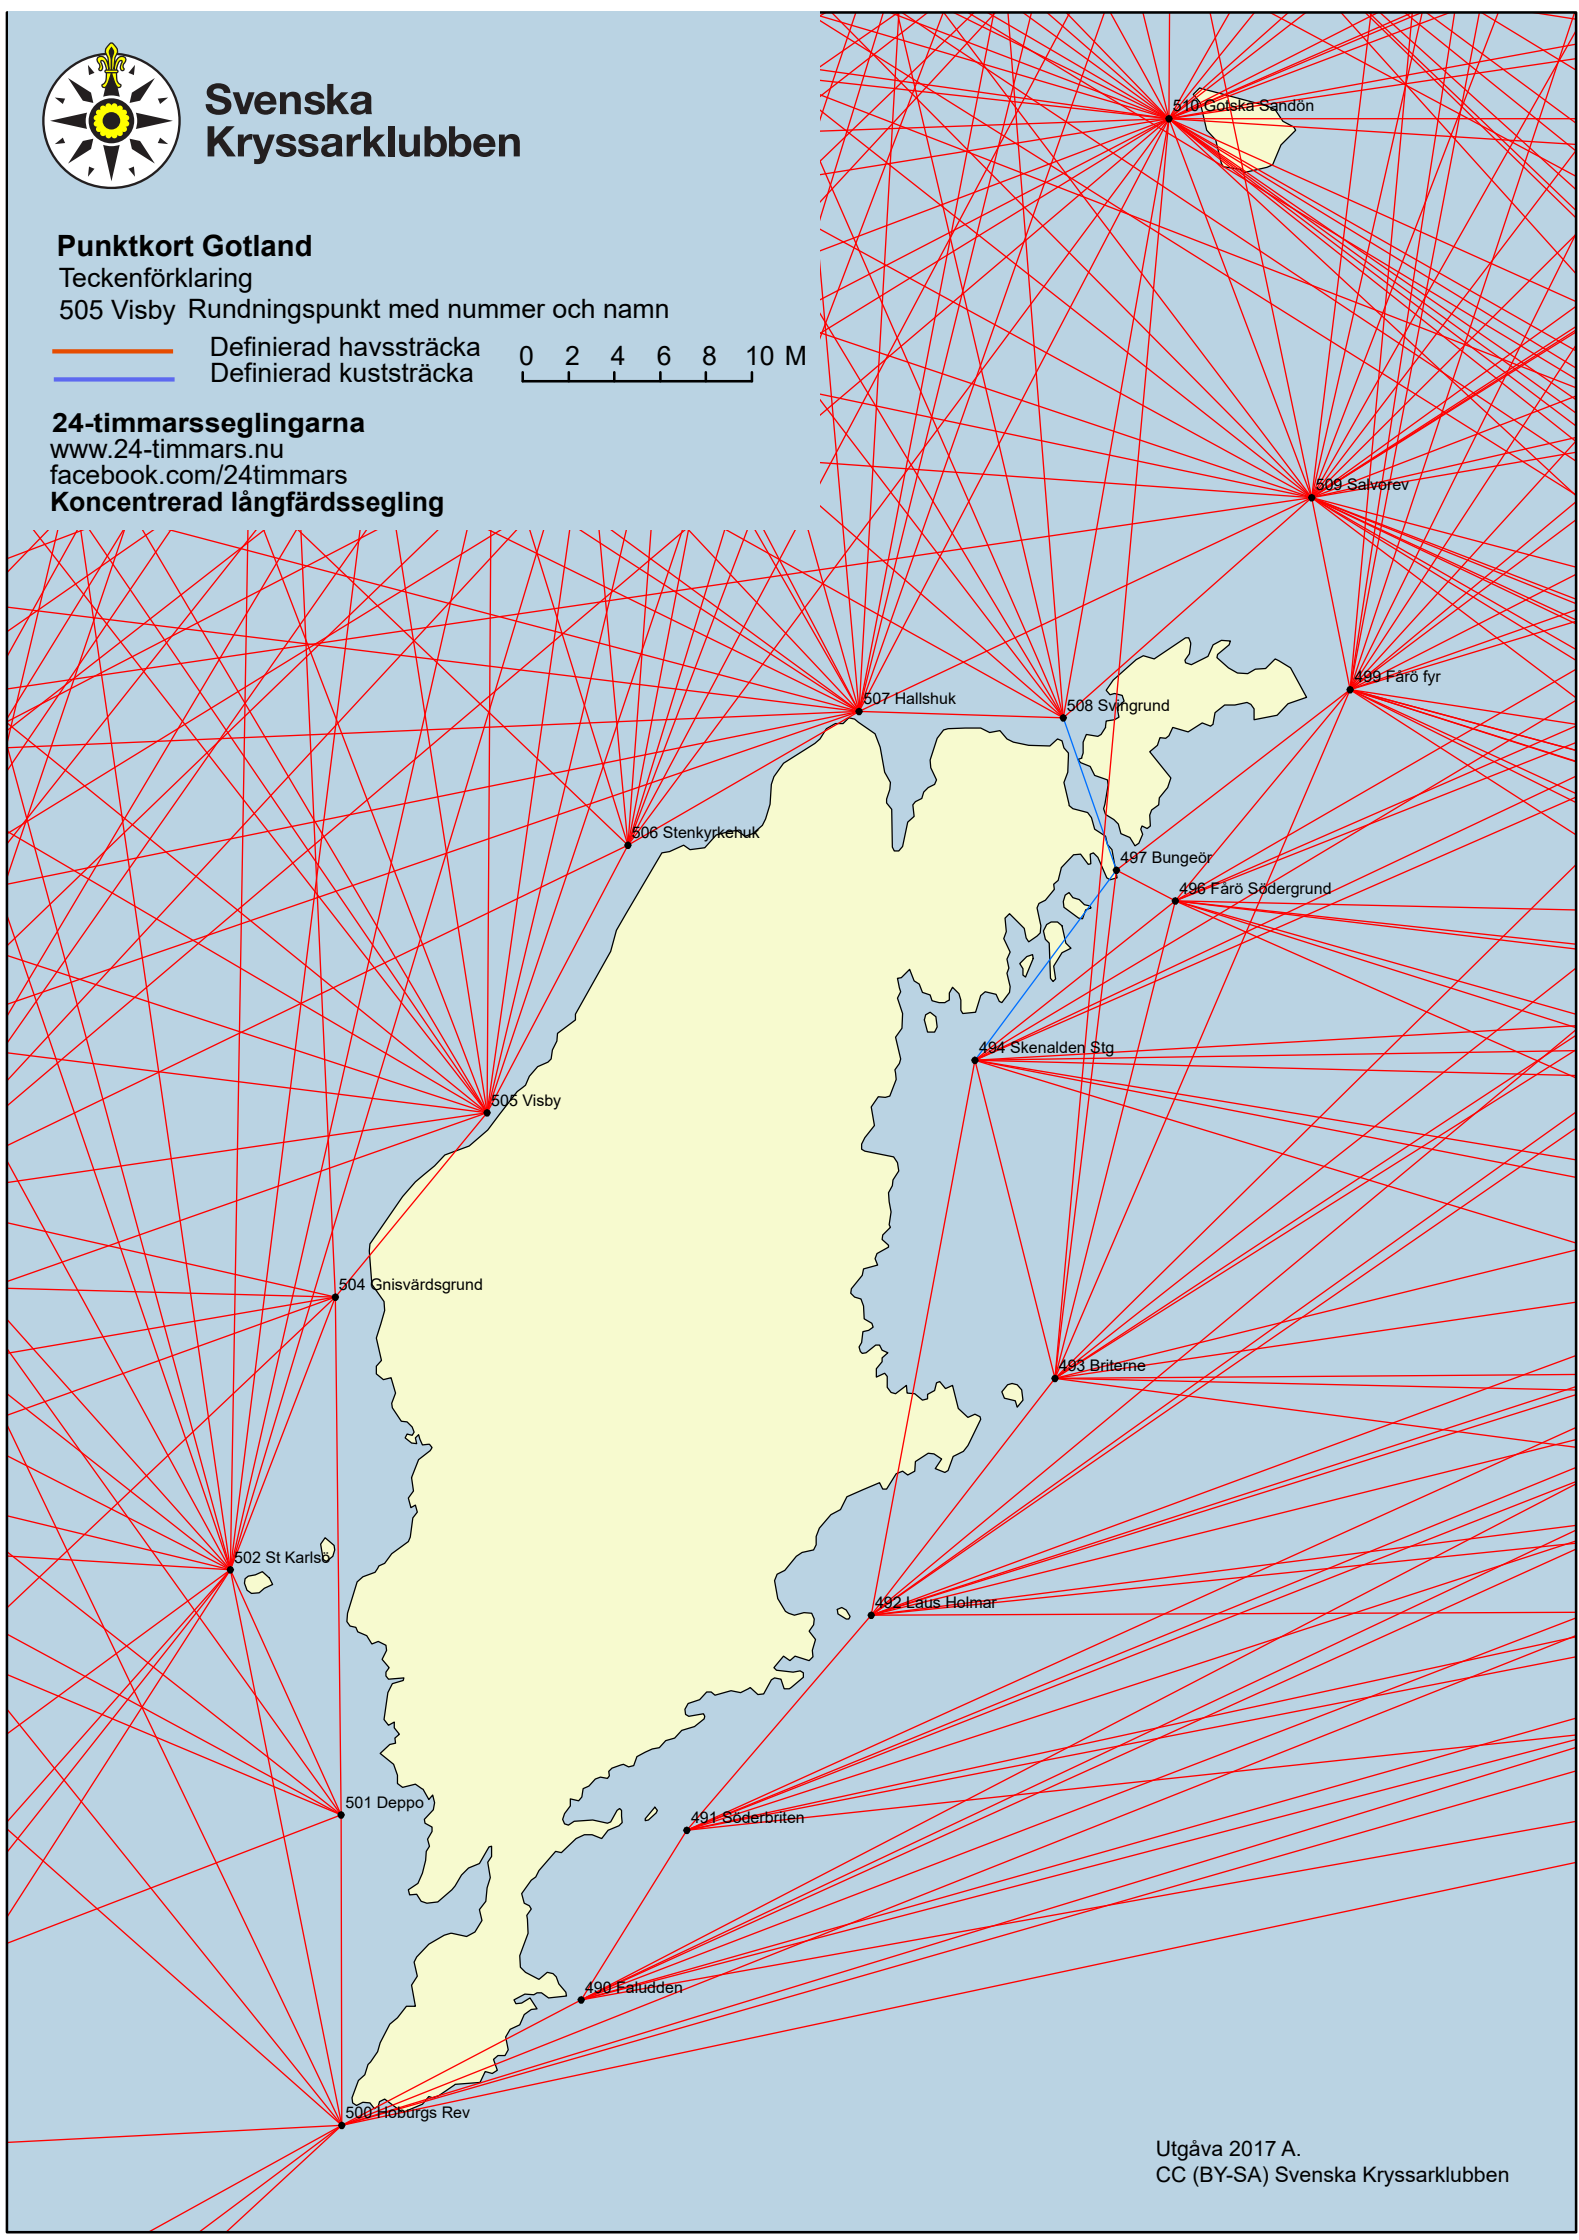 Svenska
Kryssarklubben
Punktkort Gotland
Teckenförklaring
505 Visby Rundningspunkt med nummer och namn
Definierad havssträcka
Definierad kuststräcka
0 2 4 6 8 10 M
24-timmarsseglingarna
www.24-timmars.nu
facebook.com/24timmars
Koncentrerad långfärdssegling
510 Gotska Sandön
509 Salvorev
499 Fårö fyr
507 Hallshuk
508 Svingrund
506 Stenkyrkehuk
497 Bungeör
496 Fårö Södergrund
494 Skenalden Stg
505 Visby
504 Gnisvärdsgrund
493 Briterne
502 St Karlsö
492 Laus Holmar
501 Deppo
491 Söderbriten
490 Faludden
500 Hoburgs Rev
Utgåva 2017 A.
CC (BY-SA) Svenska Kryssarklubben